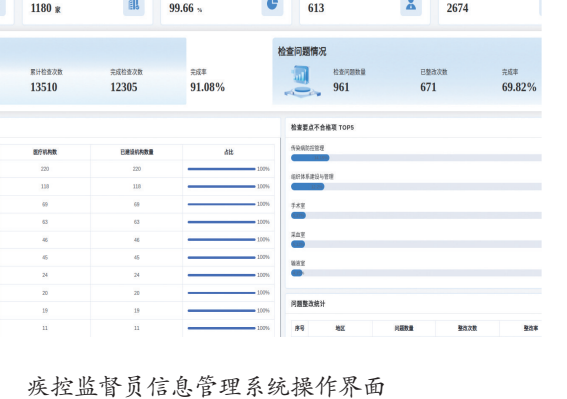 1180 家
99.66 %
613
2674
检查问题情况
累计检查次数 完成检查次数 完成率
13510 12305 91.08%
检查问题数量 已整改次数 完成率
961 671 69.82%
检查要点不合格项 TOP5
医疗机构数 已建设机构数量 占比
220 220 100%
118 118 100%
69 69 100%
63 63 100%
46 46 100%
45 45 100%
24 24 100%
20 20 100%
19 19 100%
11 11 100%
传染病防控管理
组织体系建设与管理
手术室
采血室
输液室
问题整改统计
序号 地区 问题数量 整改次数 整改率
疾控监督员信息管理系统操作界面